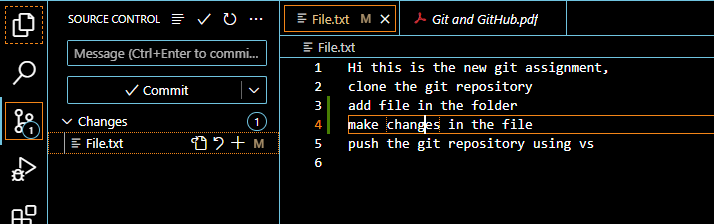 SOURCE CONTROL
Message (Ctrl+Enter to commi...
Commit
Changes
1
File.txt
M
1
File.txt
M
Git and GitHub.pdf
File.txt
1 Hi this is the new git assignment,
2 clone the git repository
3 add file in the folder
4 make changes in the file
5 push the git repository using vs
6